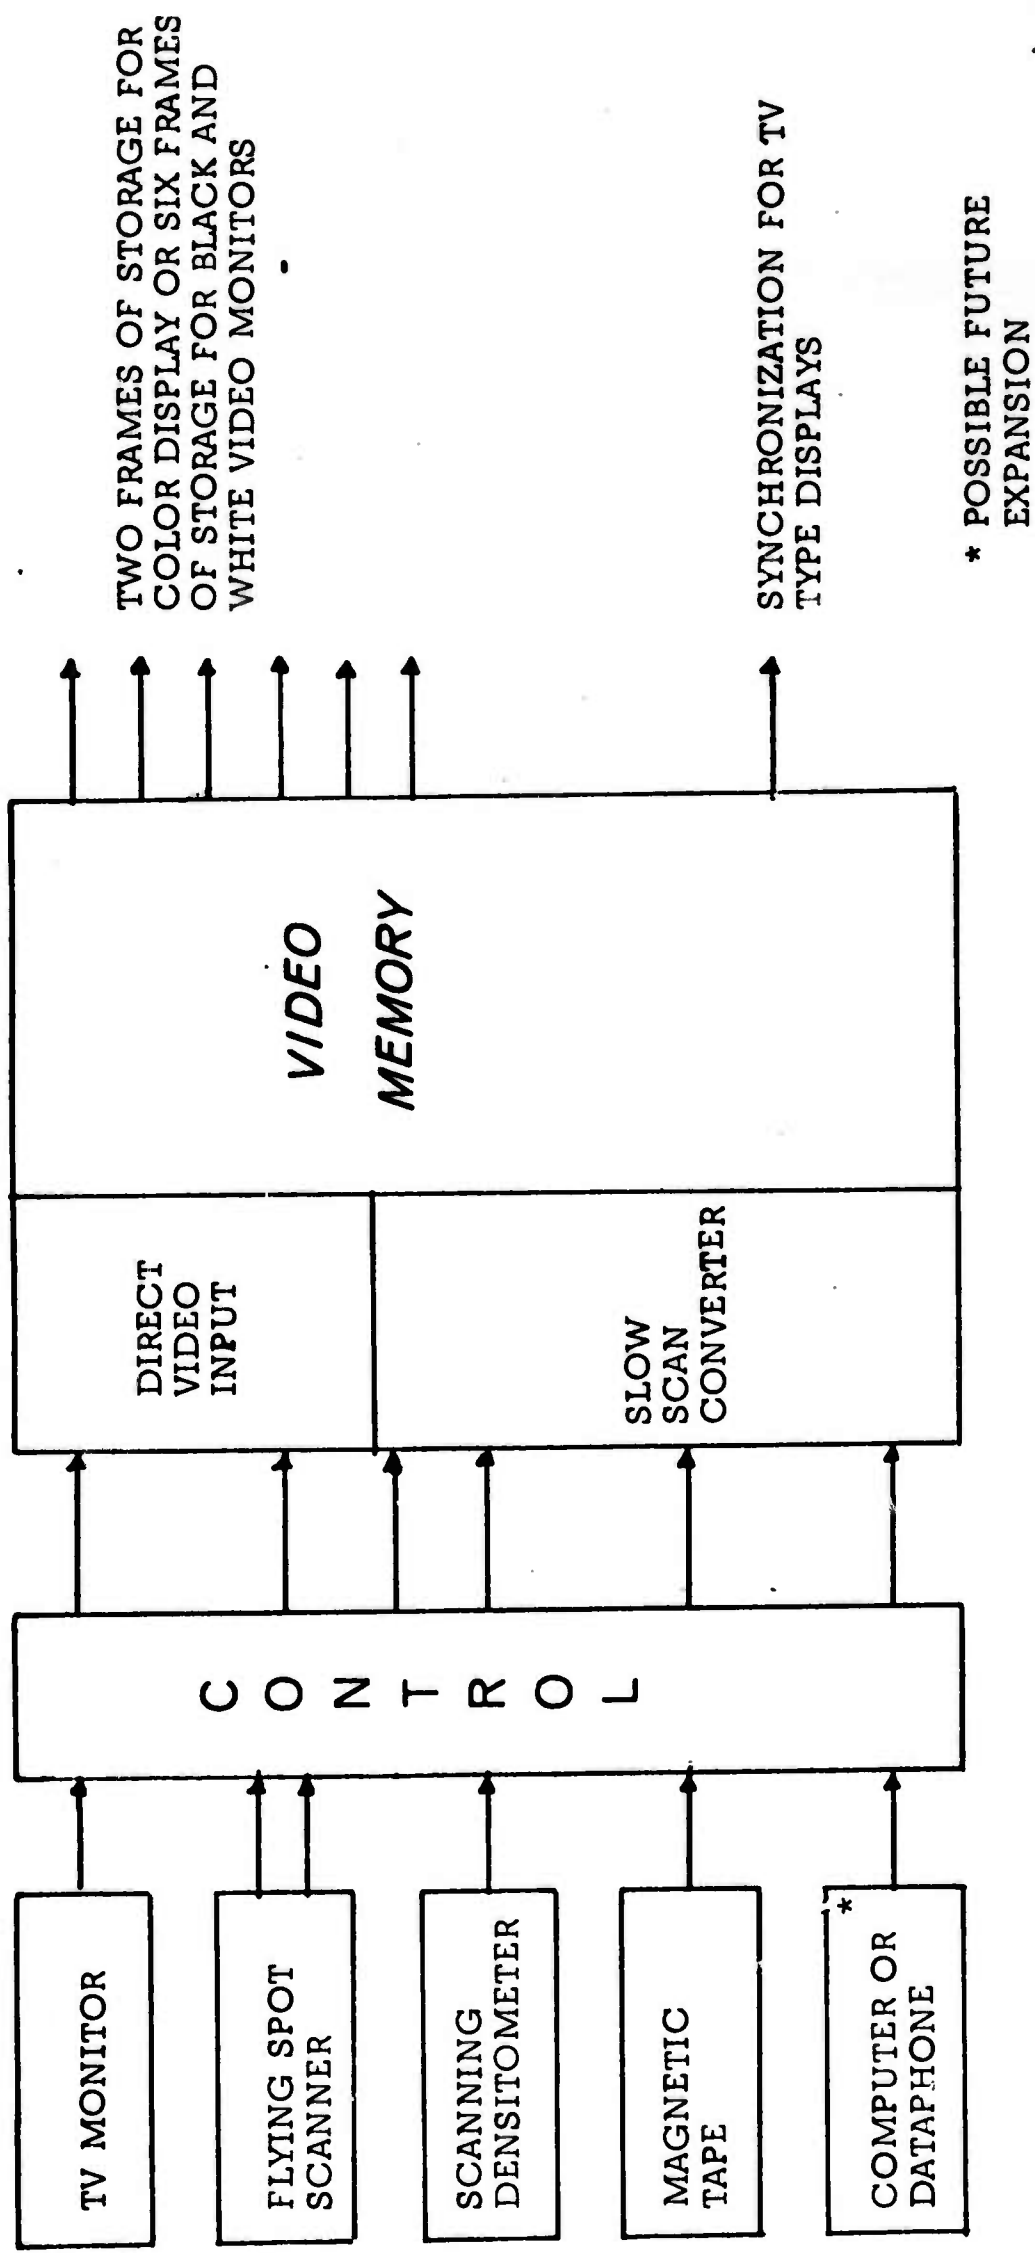 TV MONITOR
FLYING SPOT
SCANNER
SCANNING
DENSITOMETER
MAGNETIC
TAPE
*
COMPUTER OR
DATAPHONE
CONTROL
DIRECT
VIDEO
INPUT
SLOW
SCAN
CONVERTER
VIDEO
MEMORY
TWO FRAMES OF STORAGE FOR
COLOR DISPLAY OR SIX FRAMES
OF STORAGE FOR BLACK AND
WHITE VIDEO MONITORS
SYNCHRONIZATION FOR TV
TYPE DISPLAYS
* POSSIBLE FUTURE
EXPANSION